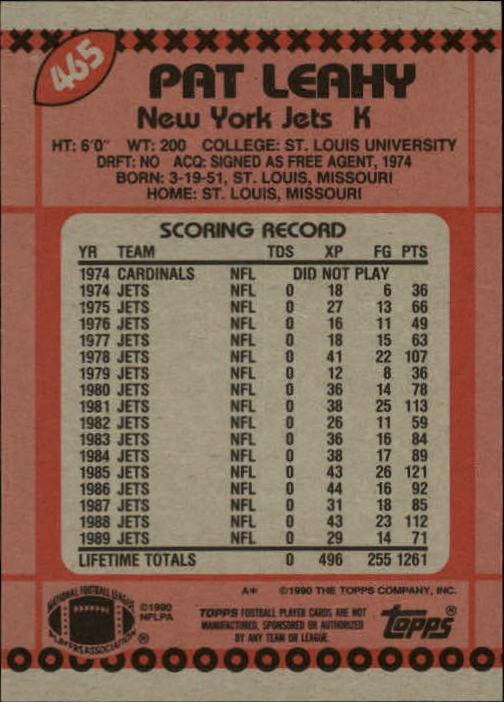 465
PAT LEAHY
New York Jets K
HT: 6'0" WT: 200 COLLEGE: ST. LOUIS UNIVERSITY
DRFT: NO ACQ: SIGNED AS FREE AGENT, 1974
BORN: 3-19-51, ST. LOUIS, MISSOURI
HOME: ST. LOUIS, MISSOURI
SCORING RECORD
YR TEAM TDS XP FG PTS
1974 CARDINALS NFL DID NOT PLAY
1974 JETS NFL 0 18 6 36
1975 JETS NFL 0 27 13 66
1976 JETS NFL 0 16 11 49
1977 JETS NFL 0 18 15 63
1978 JETS NFL 0 41 22 107
1979 JETS NFL 0 12 8 36
1980 JETS NFL 0 36 14 78
1981 JETS NFL 0 38 25 113
1982 JETS NFL 0 26 11 59
1983 JETS NFL 0 36 16 84
1984 JETS NFL 0 38 17 89
1985 JETS NFL 0 43 26 121
1986 JETS NFL 0 44 16 92
1987 JETS NFL 0 31 18 85
1988 JETS NFL 0 43 23 112
1989 JETS NFL 0 29 14 71
LIFETIME TOTALS 0 496 255 1261
A* ©1990 THE TOPPS COMPANY, INC.
NATIONAL FOOTBALL LEAGUE
PLAYERS ASSOCIATION ®
©1990
NFLPA
TOPPS FOOTBALL PLAYER CARDS ARE NOT
MANUFACTURED, SPONSORED OR AUTHORIZED
BY ANY TEAM OR LEAGUE.
Topps®